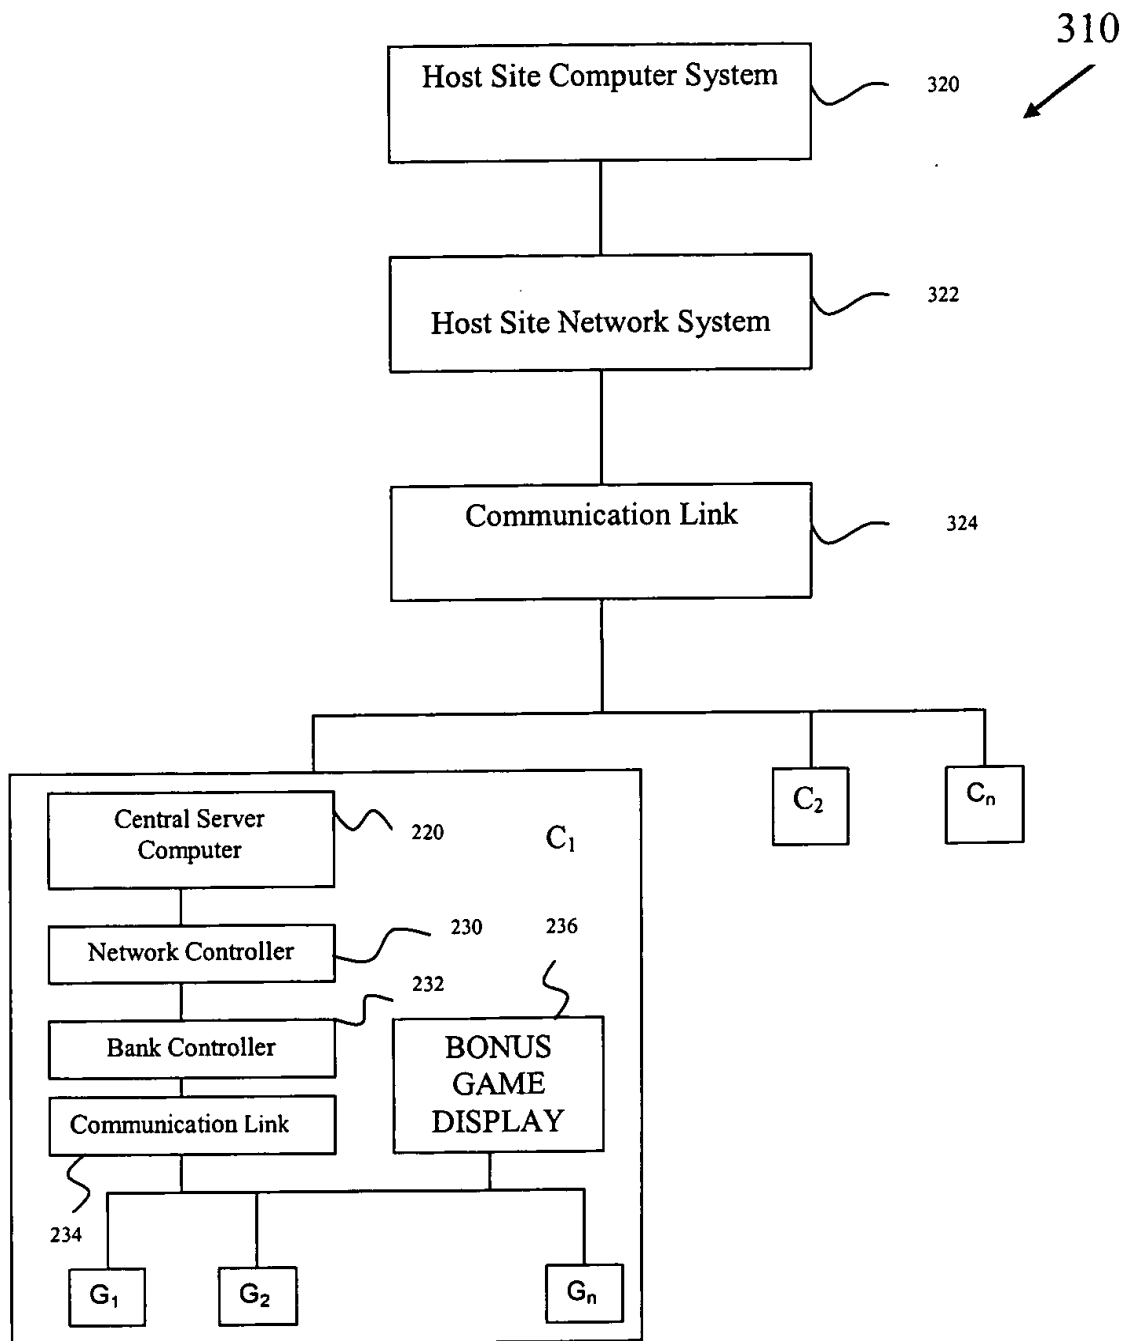 310
Host Site Computer System
320
Host Site Network System
322
Communication Link
324
C₂
Cₙ
Central Server
Computer
220
C₁
Network Controller
230
236
232
Bank Controller
BONUS
GAME
DISPLAY
Communication Link
234
G₁
G₂
Gₙ